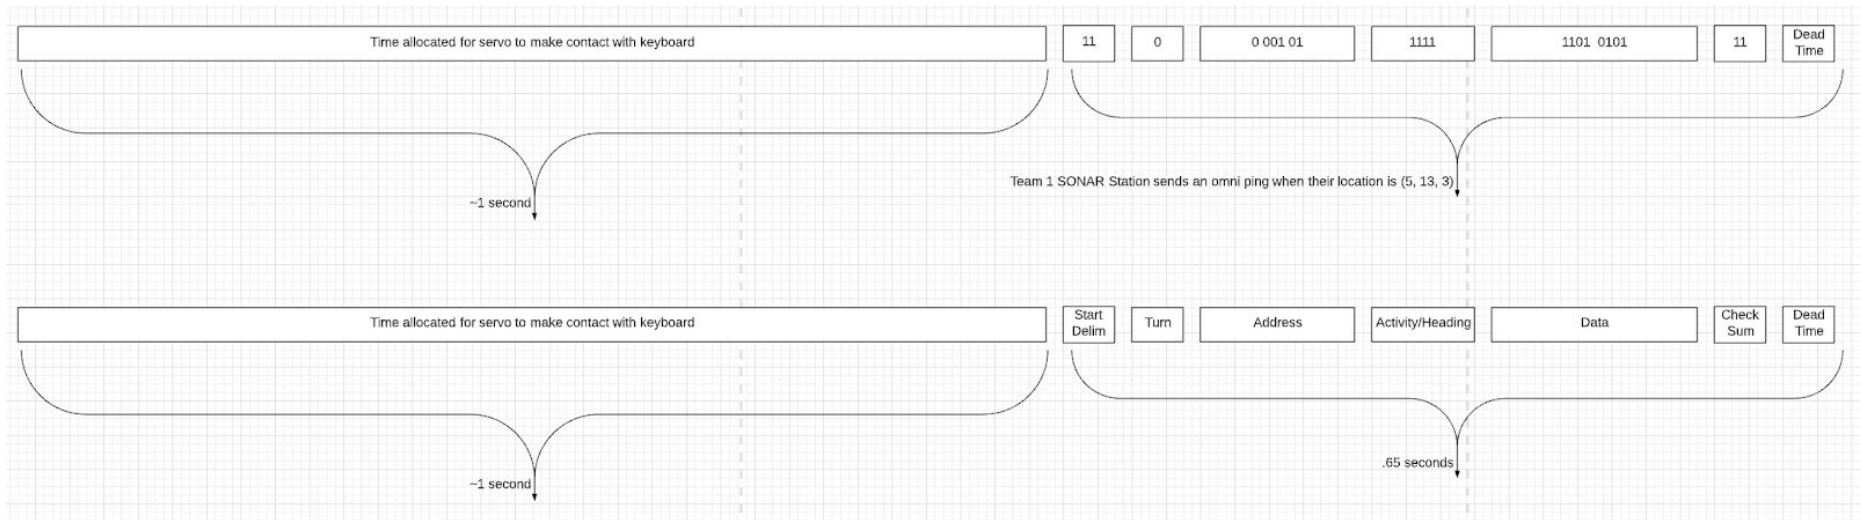 Time allocated for servo to make contact with keyboard
11
0
0 001 01
1111
1101 0101
11
Dead
Time
~1 second
Team 1 SONAR Station sends an omni ping when their location is (5, 13, 3)
Time allocated for servo to make contact with keyboard
Start
Delim
Turn
Address
Activity/Heading
Data
Check
Sum
Dead
Time
~1 second
.65 seconds